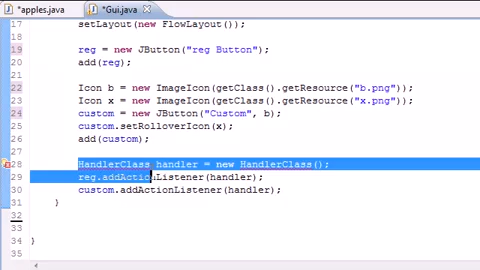 *apples.java *Gui.java
17 setLayout(new FlowLayout());
18
19 reg = new JButton("reg Button");
20 add(reg);
21
22 Icon b = new ImageIcon(getClass().getResource("b.png"));
23 Icon x = new ImageIcon(getClass().getResource("x.png"));
24 custom = new JButton("Custom", b);
25 custom.setRolloverIcon(x);
26 add(custom);
27
28 HandlerClass handler = new HandlerClass();
29 reg.addActionListener(handler);
30 custom.addActionListener(handler);
31 }
32
33
34 }
35